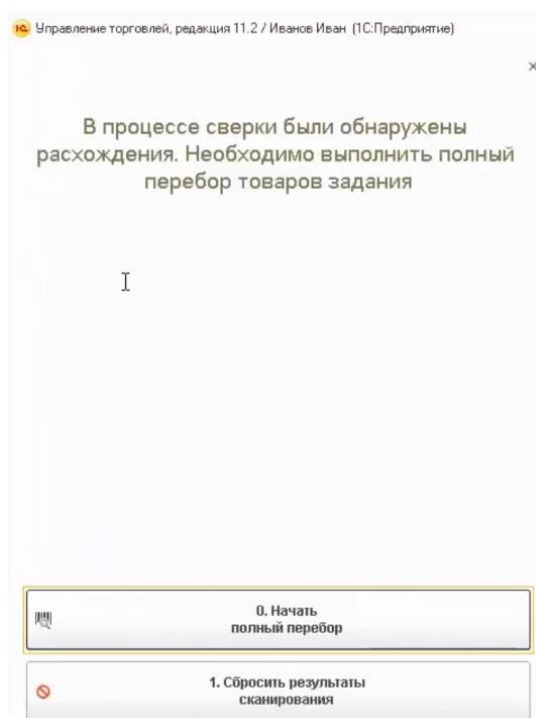 1С Управление торговлей, редакция 11.2 / Иванов Иван (1С:Предприятие)
В процессе сверки были обнаружены
расхождения. Необходимо выполнить полный
перебор товаров задания
0. Начать
полный перебор
1. Сбросить результаты
сканирования